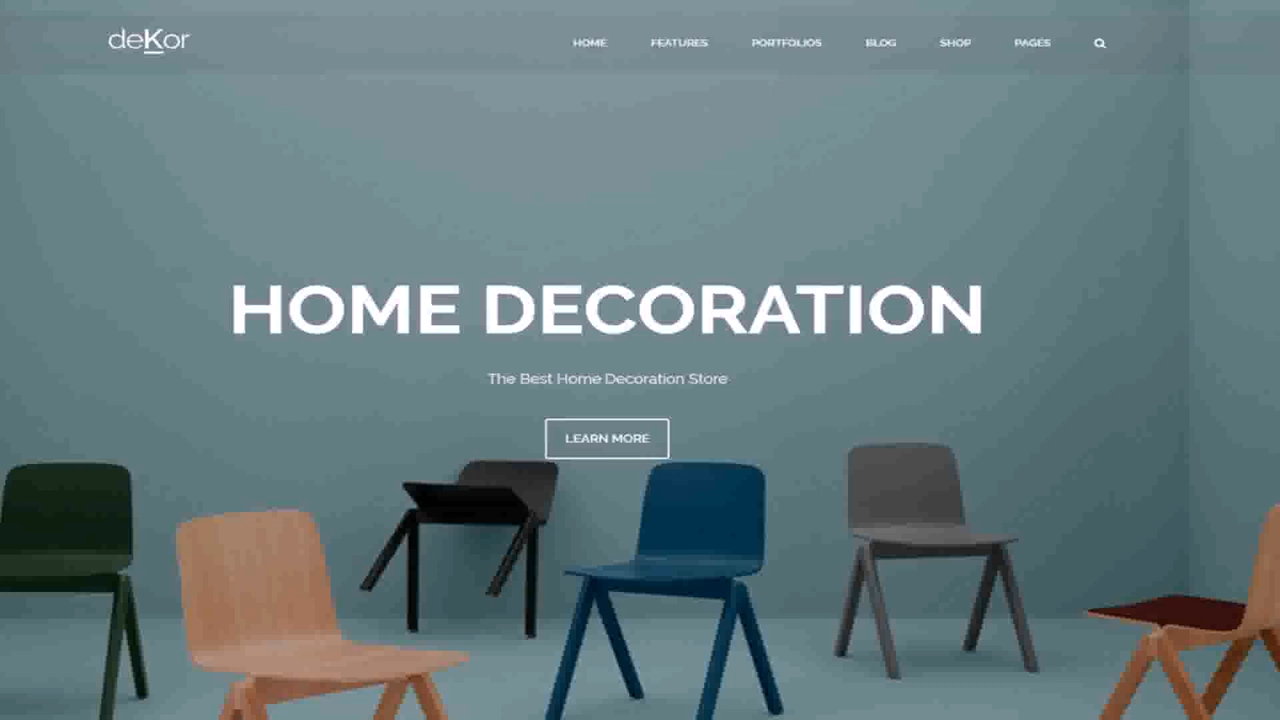 deKor
HOME FEATURES PORTFOLIOS BLOG SHOP PAGES
HOME DECORATION
The Best Home Decoration Store
LEARN MORE